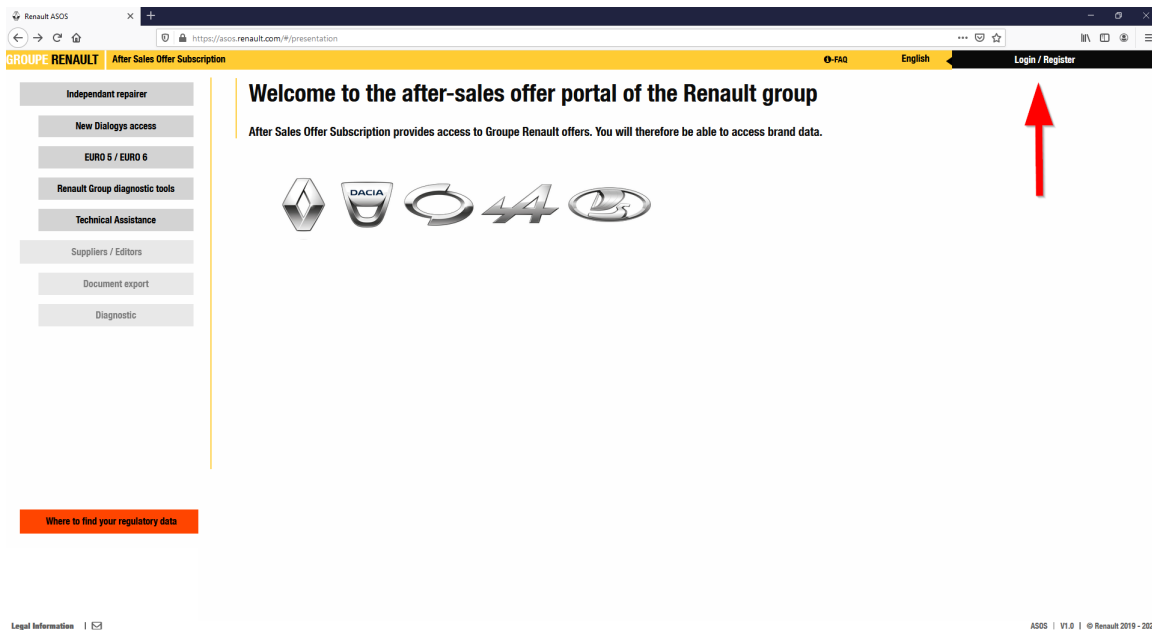 Renault ASOS
https://asos.renault.com/#/presentation
GROUPE RENAULT After Sales Offer Subscription -FAQ English Login / Register
Independant repairer
New Dialogys access
EURO 5 / EURO 6
Renault Group diagnostic tools
Technical Assistance
Suppliers / Editors
Document export
Diagnostic
Where to find your regulatory data
Welcome to the after-sales offer portal of the Renault group
After Sales Offer Subscription provides access to Groupe Renault offers. You will therefore be able to access brand data.
DACIA
Legal Information | ASOS | V1.0 | © Renault 2019 - 202